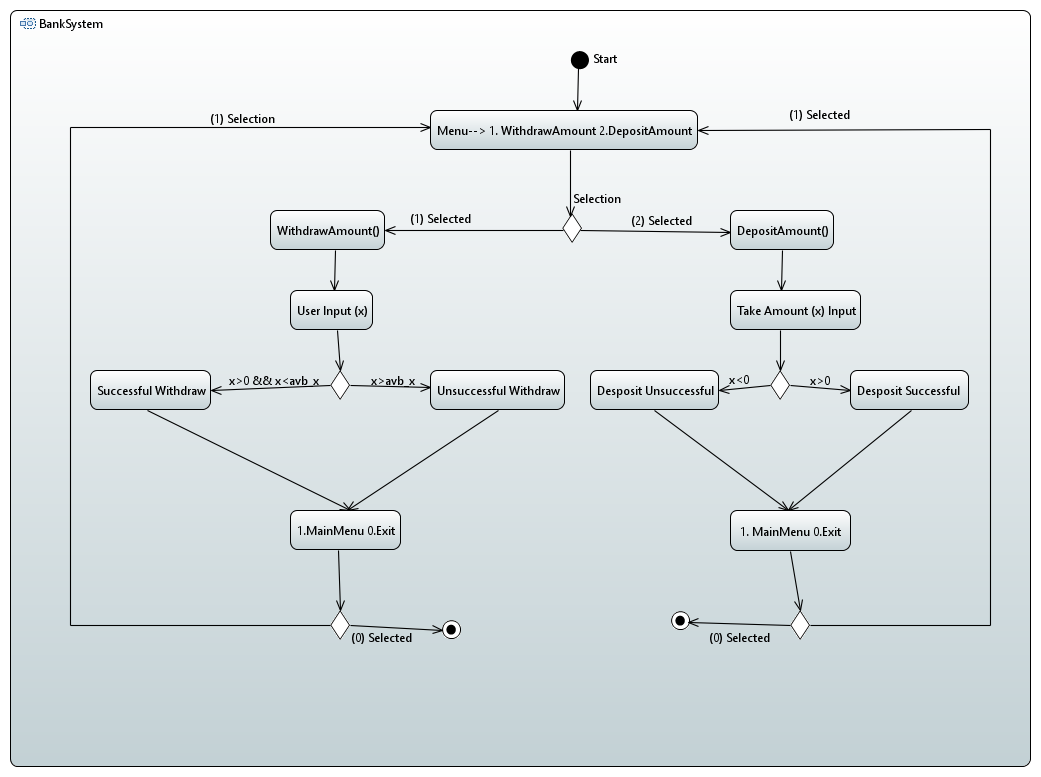 BankSystem
Start
(1) Selection
(1) Selected
Menu--> 1. WithdrawAmount 2.DepositAmount
Selection
(1) Selected
(2) Selected
WithdrawAmount()
DepositAmount()
User Input (x)
Take Amount (x) Input
x>0 && x<avb_x
x>avb_x
x<0
x>0
Successful Withdraw
Unsuccessful Withdraw
Desposit Unsuccessful
Desposit Successful
1.MainMenu 0.Exit
1. MainMenu 0.Exit
(0) Selected
(0) Selected